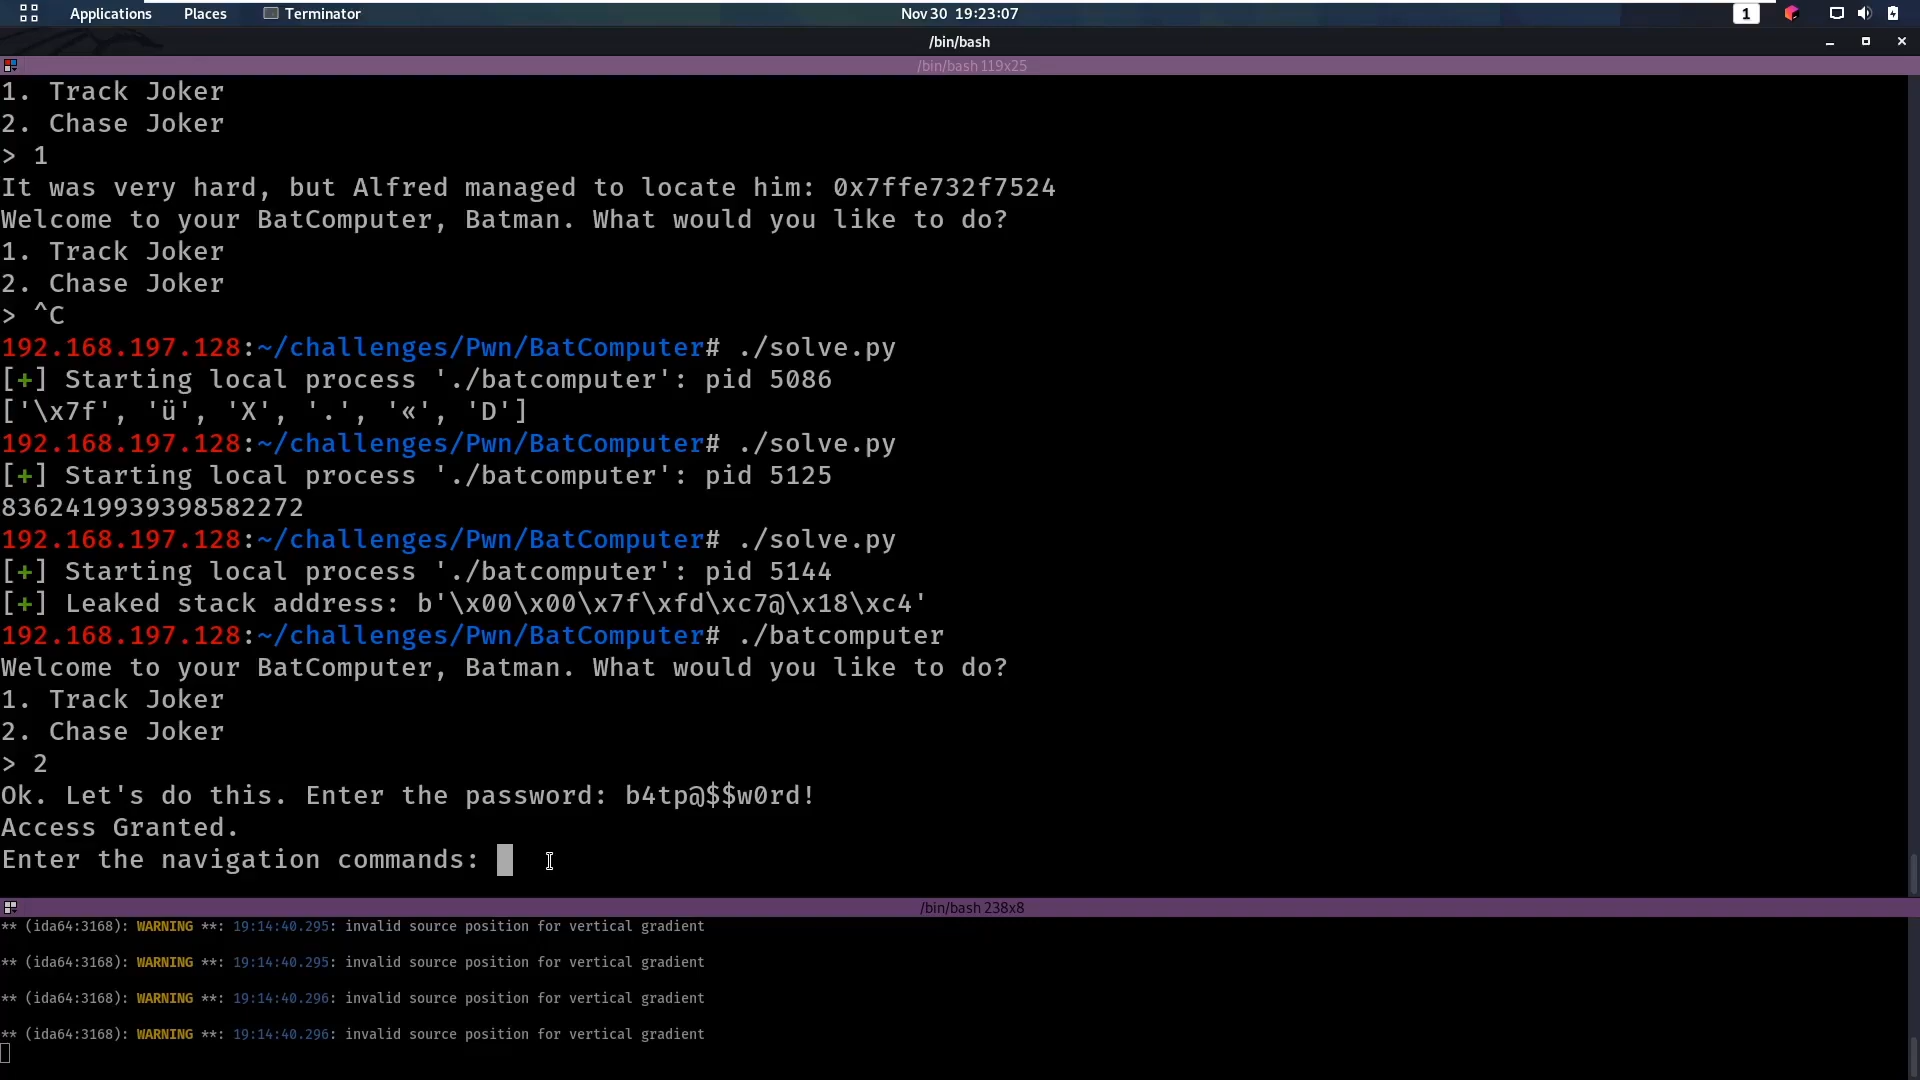 Applications Places Terminator Nov 30 19:23:07 1
/bin/bash
/bin/bash 119x25
1. Track Joker
2. Chase Joker
> 1
It was very hard, but Alfred managed to locate him: 0x7ffe732f7524
Welcome to your BatComputer, Batman. What would you like to do?
1. Track Joker
2. Chase Joker
> ^C
192.168.197.128:~/challenges/Pwn/BatComputer# ./solve.py
[+] Starting local process './batcomputer': pid 5086
['\x7f', 'ü', 'X', '.', '«', 'D']
192.168.197.128:~/challenges/Pwn/BatComputer# ./solve.py
[+] Starting local process './batcomputer': pid 5125
8362419939398582272
192.168.197.128:~/challenges/Pwn/BatComputer# ./solve.py
[+] Starting local process './batcomputer': pid 5144
[+] Leaked stack address: b'\x00\x00\x7f\xfd\xc7@\x18\xc4'
192.168.197.128:~/challenges/Pwn/BatComputer# ./batcomputer
Welcome to your BatComputer, Batman. What would you like to do?
1. Track Joker
2. Chase Joker
> 2
Ok. Let's do this. Enter the password: b4tp@$$w0rd!
Access Granted.
Enter the navigation commands:
/bin/bash 238x8
** (ida64:3168): WARNING **: 19:14:40.295: invalid source position for vertical gradient
** (ida64:3168): WARNING **: 19:14:40.295: invalid source position for vertical gradient
** (ida64:3168): WARNING **: 19:14:40.296: invalid source position for vertical gradient
** (ida64:3168): WARNING **: 19:14:40.296: invalid source position for vertical gradient